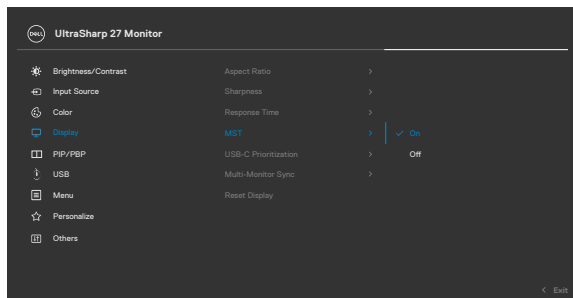 DELL UltraSharp 27 Monitor
Brightness/Contrast Aspect Ratio >
Input Source Sharpness >
Color Response Time >
Display MST > ✓ On
PIP/PBP USB-C Prioritization > Off
USB Multi-Monitor Sync >
Menu Reset Display
Personalize
Others
< Exit